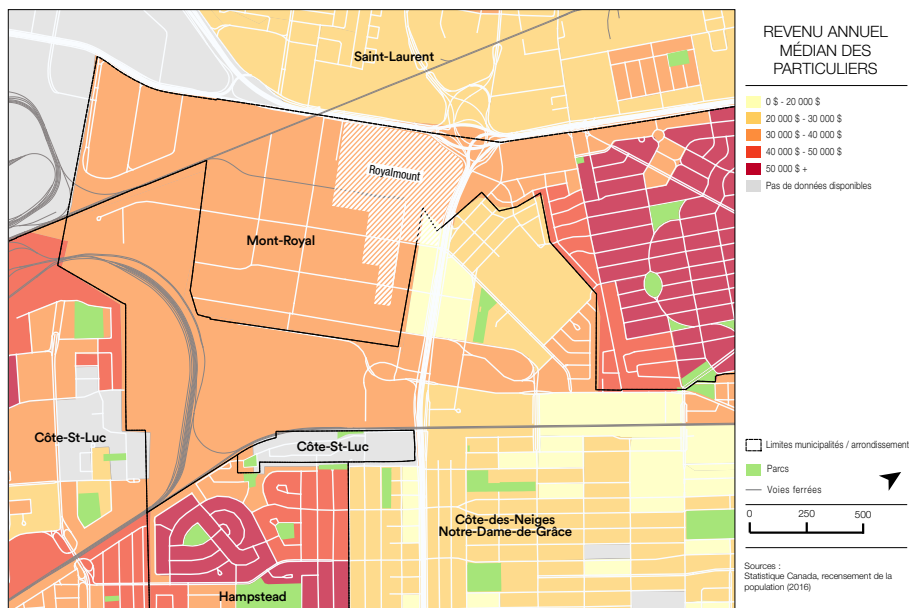 REVENU ANNUEL
MÉDIAN DES
PARTICULIERS
0 $ - 20 000 $
20 000 $ - 30 000 $
30 000 $ - 40 000 $
40 000 $ - 50 000 $
50 000 $ +
Pas de données disponibles
Saint-Laurent
Royalmount
Mont-Royal
Côte-St-Luc
Côte-St-Luc
Côte-des-Neiges
Notre-Dame-de-Grâce
Hampstead
Limites municipalités / arrondissement
Parcs
Voies ferrées
0 250 500
Sources :
Statistique Canada, recensement de la
population (2016)